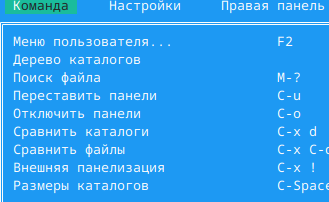 Команда Настройки Правая панель
Меню пользователя... F2
Дерево каталогов
Поиск файла M-?
Переставить панели C-u
Отключить панели C-o
Сравнить каталоги C-x d
Сравнить файлы C-x
Внешняя панелизация C-x !
Размеры каталогов C-Space